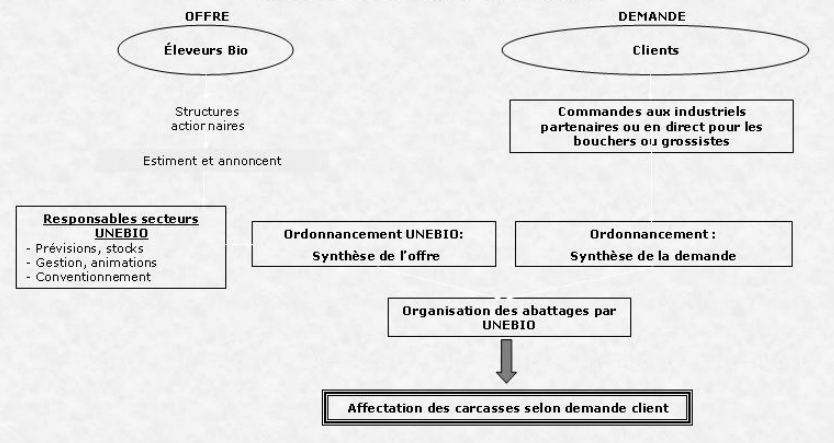 OFFRE
DEMANDE
Éleveurs Bio
Clients
Structures
actionnaires
Commandes aux industriels
partenaires ou en direct pour les
bouchers ou grossistes
Estiment et annoncent
Responsables secteurs
UNEBIO
- Prévisions, stocks
- Gestion, animations
- Conventionnement
Ordonnancement UNEBIO:
Synthèse de l'offre
Ordonnancement :
Synthèse de la demande
Organisation des abattages par
UNEBIO
Affectation des carcasses selon demande client